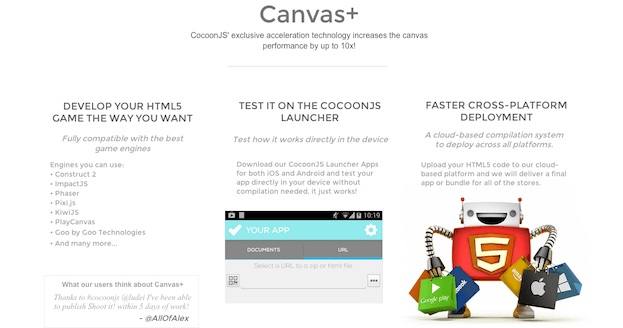 Canvas+
CocoonJS' exclusive acceleration technology increases the canvas
performance by up to 10x!
DEVELOP YOUR HTML5
GAME THE WAY YOU WANT
Fully compatible with the best
game engines
Engines you can use:
• Construct 2
• ImpactJS
• Phaser
• Pixi.js
• KiwiJS
• PlayCanvas
• Goo by Goo Technologies
• And many more...
What our users think about Canvas+
Thanks to #cocoonjs @ludei I've been able
to publish Shoot it! within 5 days of work!
- @AllOfAlex
TEST IT ON THE COCOONJS
LAUNCHER
Test how it works directly in the device
Download our CocoonJS Launcher Apps
for both iOS and Android and test your
app directly in your device without
compilation needed. it just works!
10:19
YOUR APP
DOCUMENTS
URL
Select a URL to a zip or html file
FASTER CROSS-PLATFORM
DEPLOYMENT
A cloud-based compilation system
to deploy across all platforms.
Upload your HTML5 code to our cloud-
based platform and we will deliver a final
app or bundle for all of the stores.
5
Google play